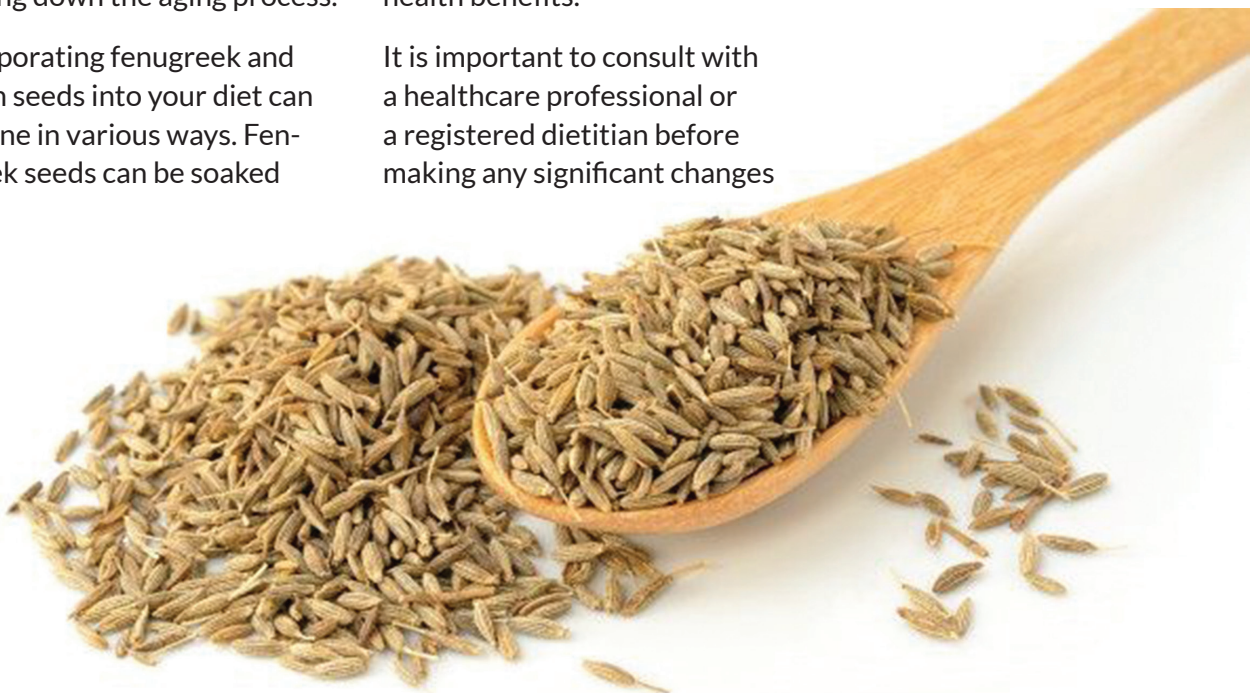 ng down the aging process.
porating fenugreek and
n seeds into your diet can
ne in various ways. Fen-
ek seeds can be soaked
health benefits.
It is important to consult with
a healthcare professional or
a registered dietitian before
making any significant changes